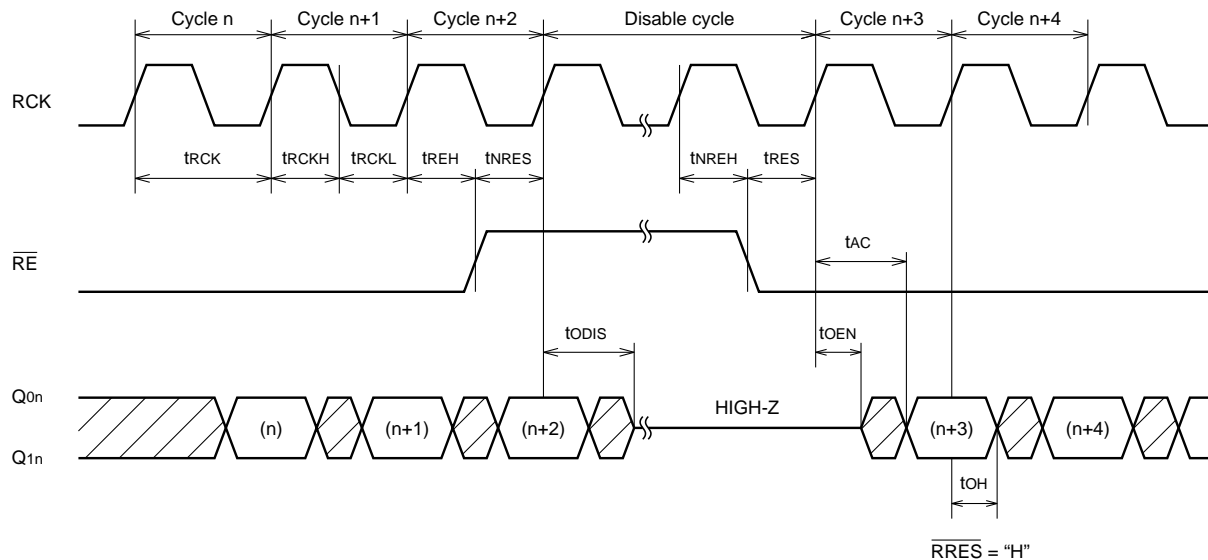 Cycle n Cycle n+1 Cycle n+2 Disable cycle Cycle n+3 Cycle n+4
RCK
tRCK tRCKH tRCKL tREH tNRES tNREH tRES
RE
tAC
tODIS tOEN
Q0n
HIGH-Z
(n) (n+1) (n+2) (n+3) (n+4)
Q1n
tOH
RRES = “H”